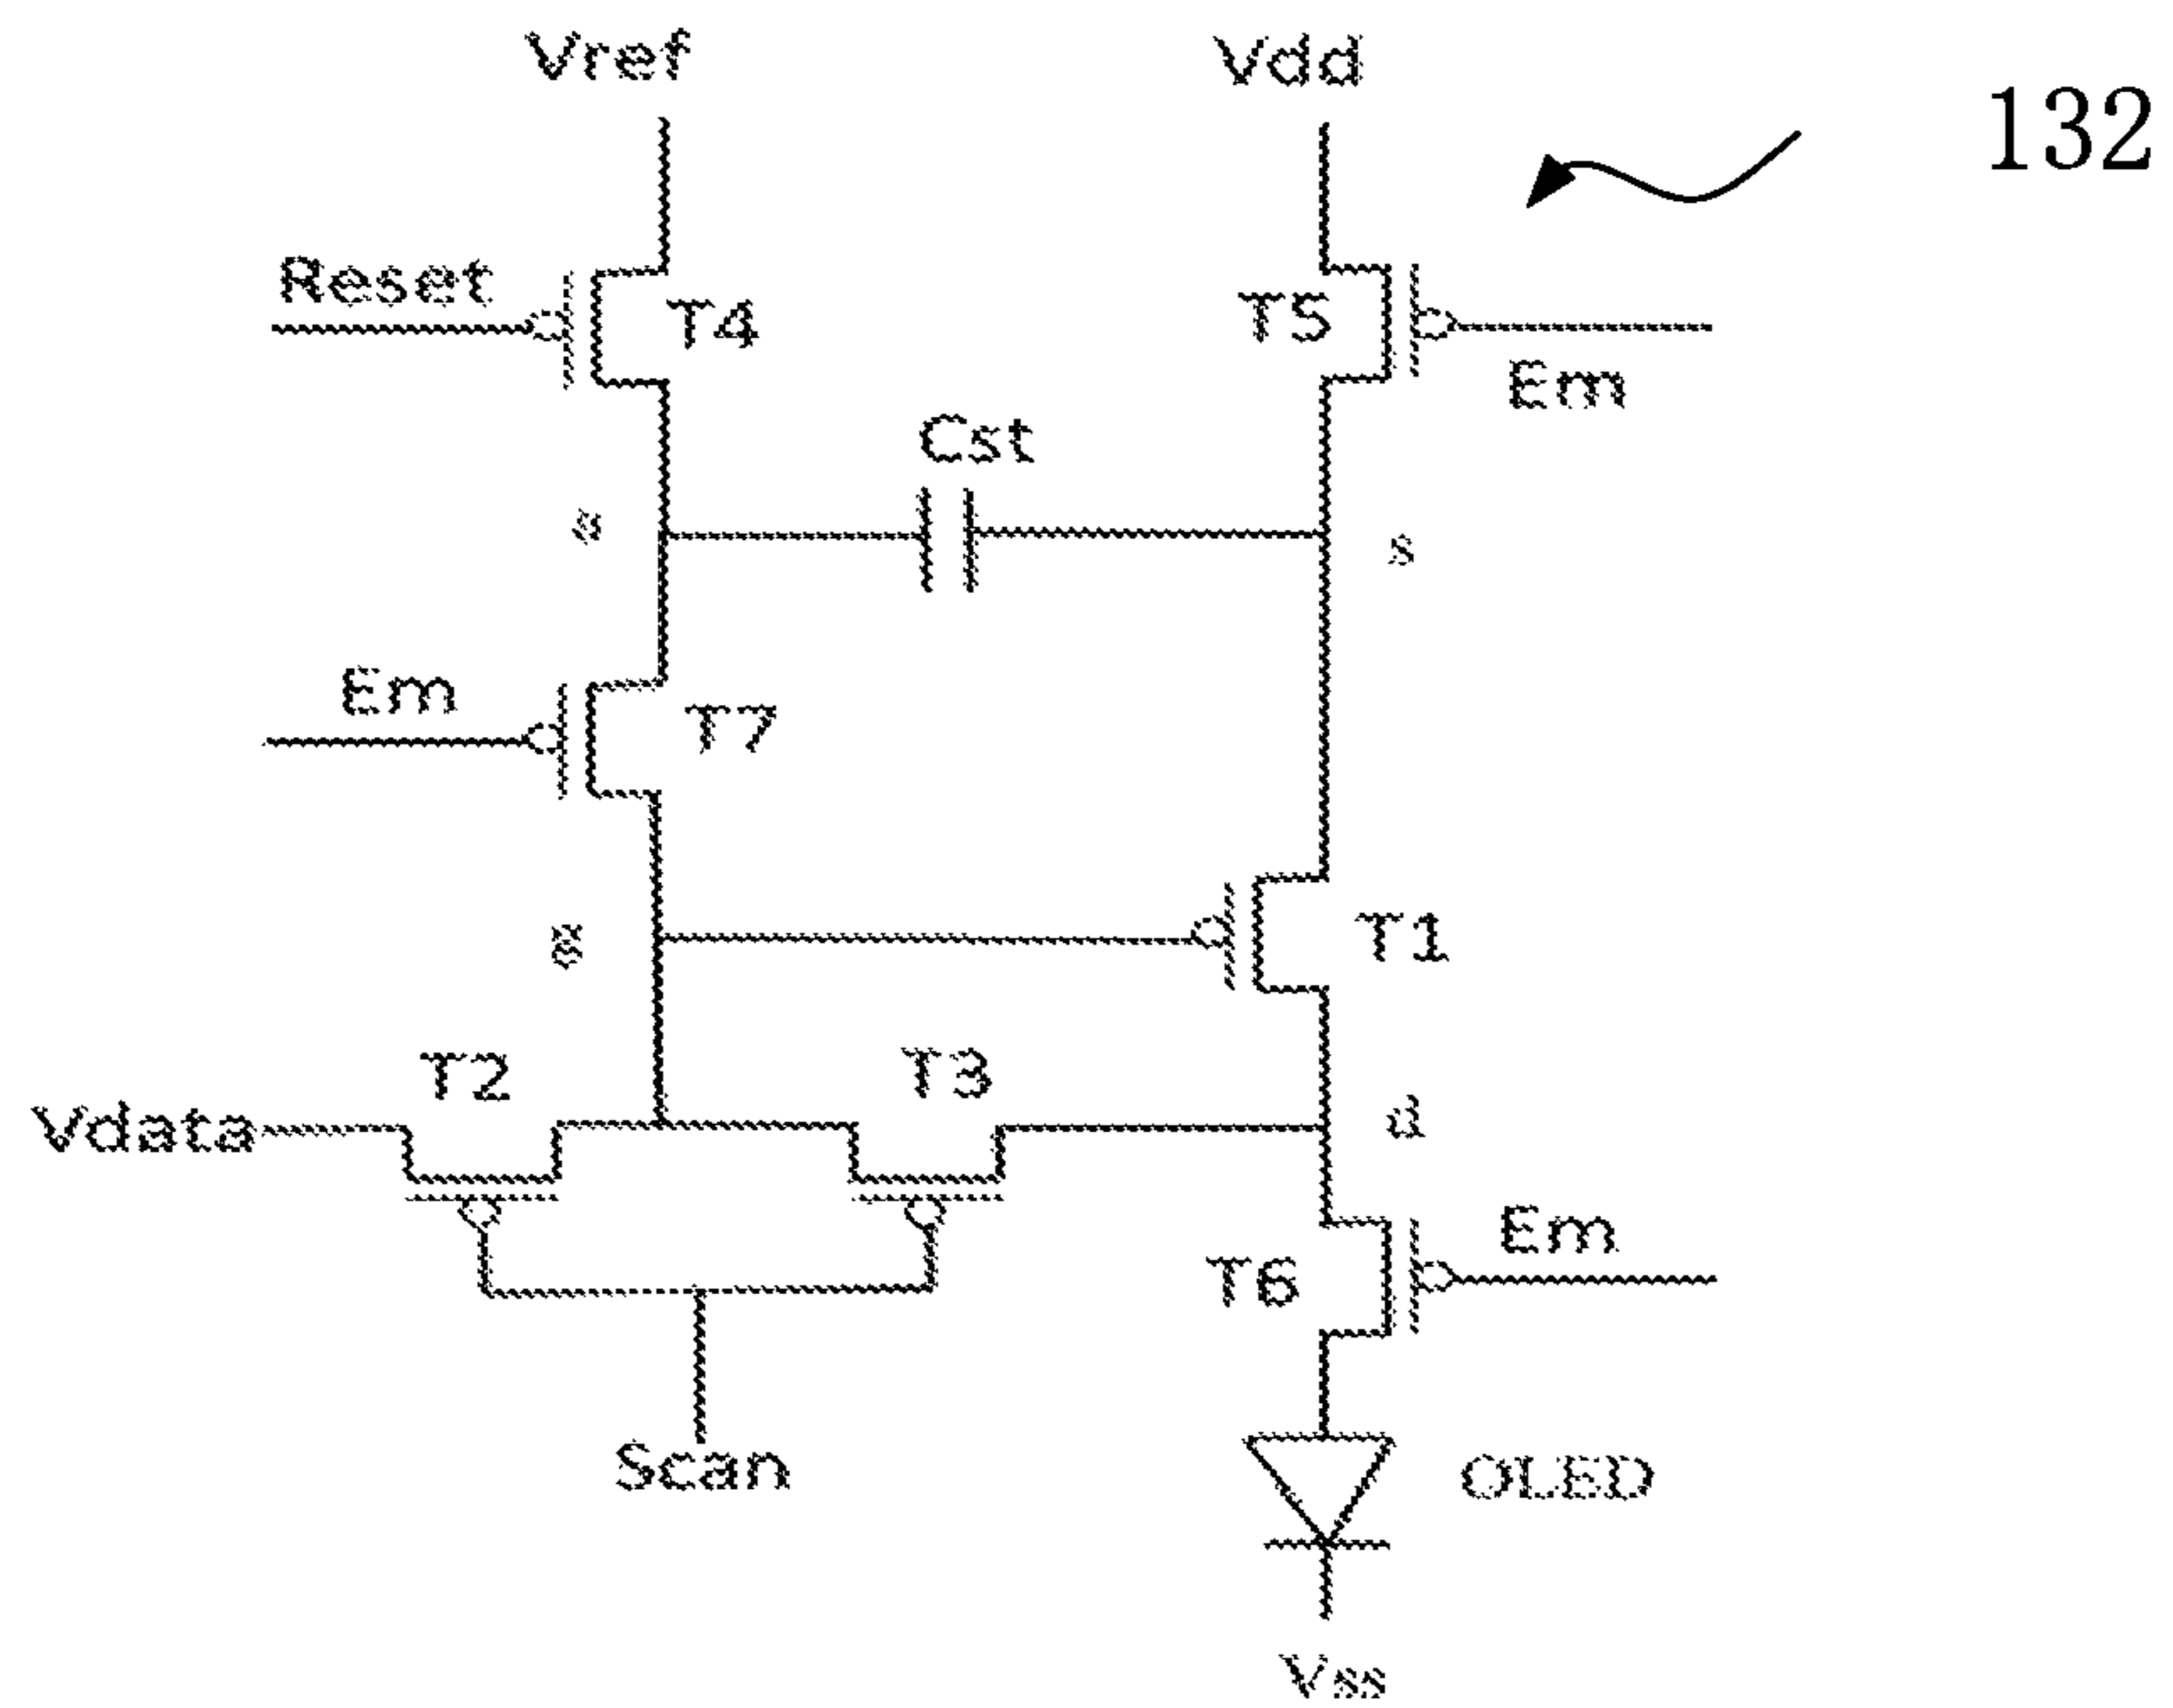 Vref
Vdd
132
Reset
T4
T5
Em
Cst
n
s
Em
T7
g
T1
T2
T3
d
Vdata
Em
T6
Scan
OLED
Vss